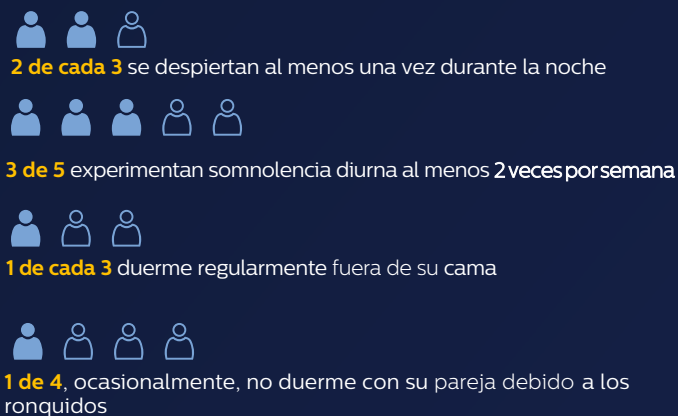 2 de cada 3 se despiertan al menos una vez durante la noche
3 de 5 experimentan somnolencia diurna al menos 2 veces por semana
1 de cada 3 duerme regularmente fuera de su cama
1 de 4, ocasionalmente, no duerme con su pareja debido a los
ronquidos